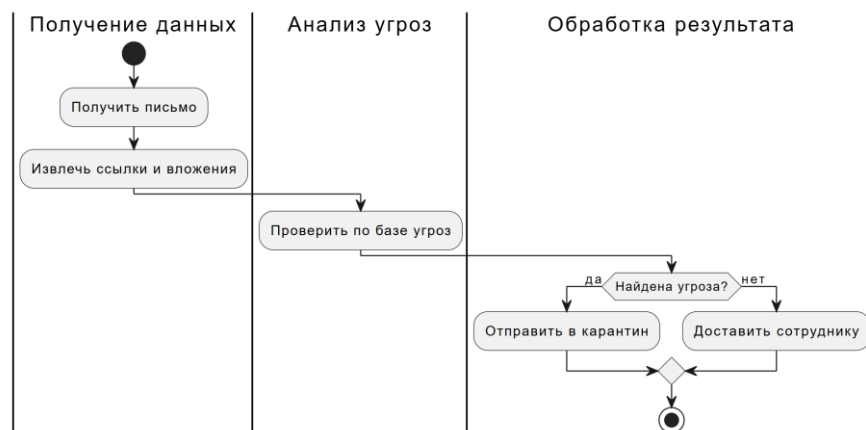 Получение данных
Анализ угроз
Обработка результата
Получить письмо
Извлечь ссылки и вложения
Проверить по базе угроз
да
Найдена угроза?
нет
Отправить в карантин
Доставить сотруднику